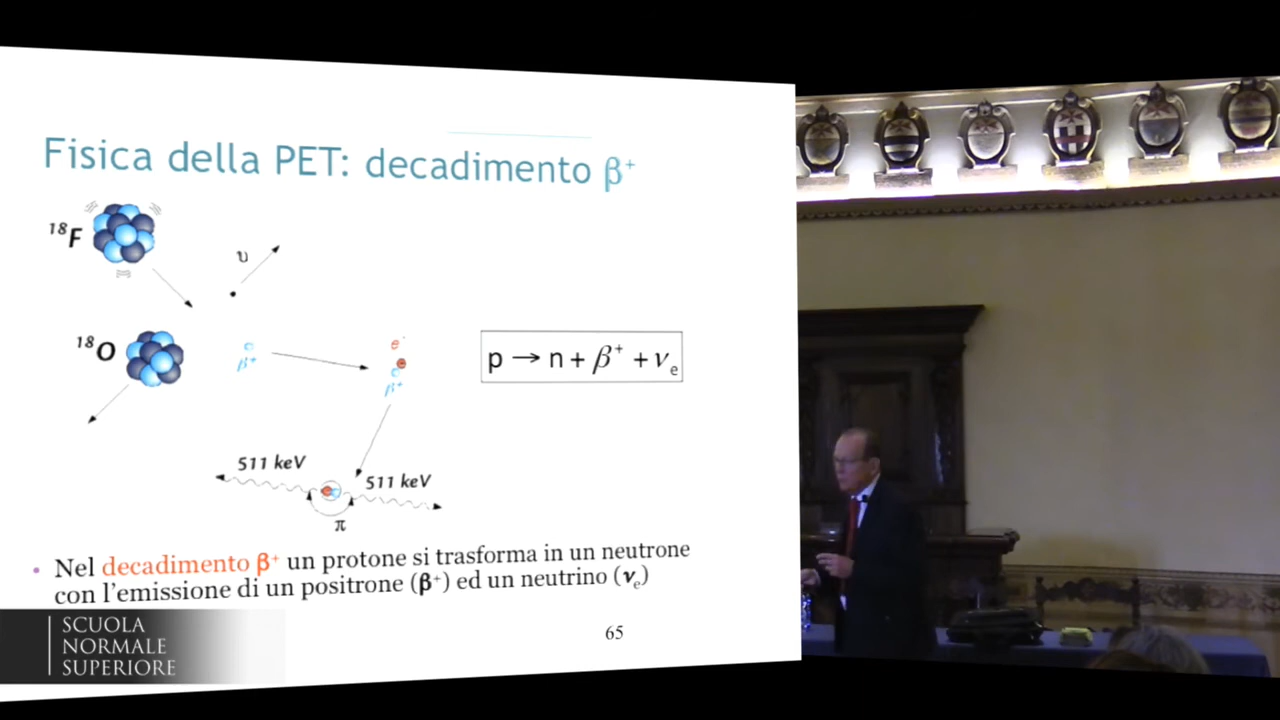 Fisica della PET: decadimento β⁺
¹⁸F
υ
¹⁸O
β⁺
e⁻
β⁺
p → n + β⁺ + νₑ
511 keV
511 keV
π
• Nel decadimento β⁺ un protone si trasforma in un neutrone
con l'emissione di un positrone (β⁺) ed un neutrino (νₑ)
SCUOLA
NORMALE
SUPERIORE
65